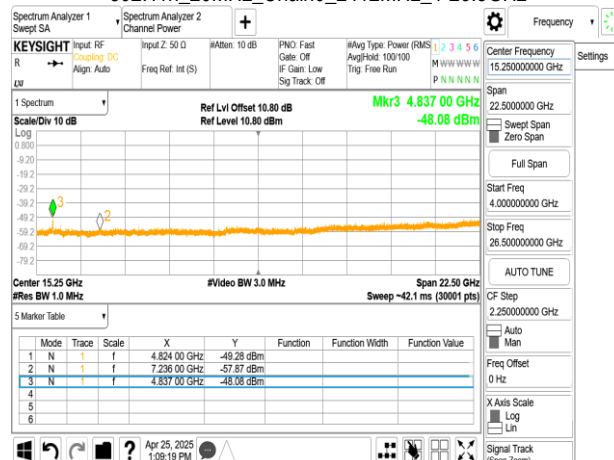 Spectrum Analyzer 1
Swept SA
Spectrum Analyzer 2
Channel Power
+
Frequency
Settings
KEYSIGHT
R
Input: RF
Coupling: DC
Align: Auto
Input Z: 50 Ω
Freq Ref: Int (S)
#Atten: 10 dB
PNO: Fast
Gate: Off
IF Gain: Low
Sig Track: Off
#Avg Type: Power (RMS
Avg|Hold: 100/100
Trig: Free Run
1 2 3 4 5 6
M W W W W W
P N N N N N
1 Spectrum
Scale/Div 10 dB
Log
Ref Lvl Offset 10.80 dB
Ref Level 10.80 dBm
Mkr3 4.837 00 GHz
-48.08 dBm
0.800
-9.20
-19.2
-29.2
-39.2
-49.2
-59.2
-69.2
-79.2
3
2
Center 15.25 GHz
#Res BW 1.0 MHz
#Video BW 3.0 MHz
Span 22.50 GHz
Sweep ~42.1 ms (30001 pts)
5 Marker Table
Mode Trace Scale X Y Function Function Width Function Value
1 N 1 f 4.824 00 GHz -49.28 dBm
2 N 1 f 7.236 00 GHz -57.87 dBm
3 N 1 f 4.837 00 GHz -48.08 dBm
4
5
6
?
Apr 25, 2025
1:09:19 PM
Center Frequency
15.250000000 GHz
Span
22.5000000 GHz
Swept Span
Zero Span
Full Span
Start Freq
4.000000000 GHz
Stop Freq
26.500000000 GHz
AUTO TUNE
CF Step
2.250000000 GHz
Auto
Man
Freq Offset
0 Hz
X Axis Scale
Log
Lin
Signal Track